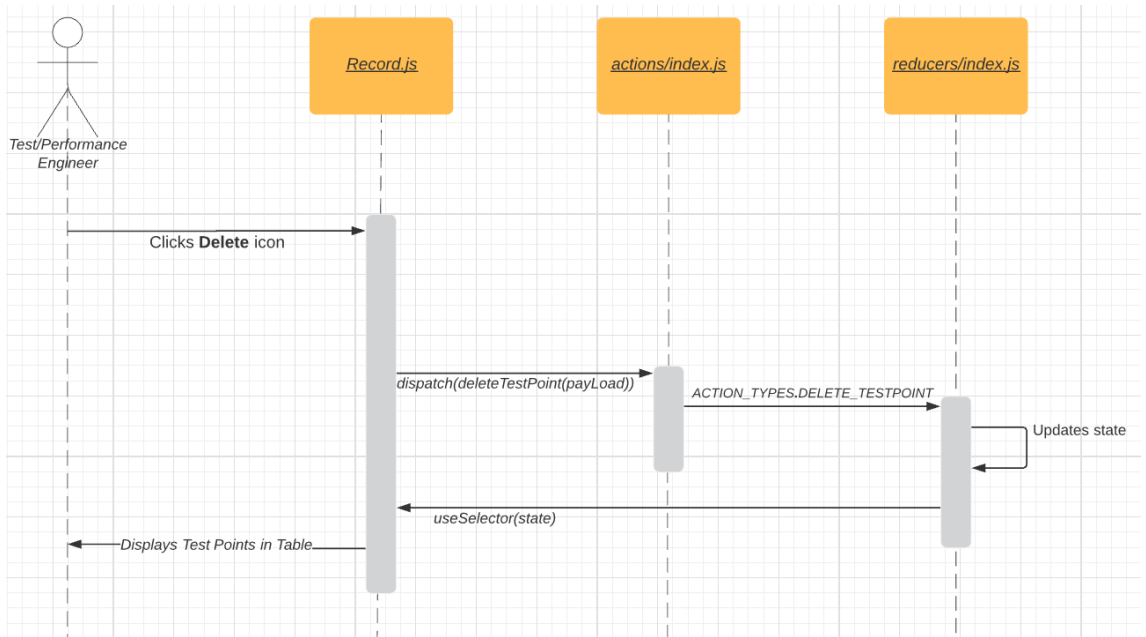 Record.js
actions/index.js
reducers/index.js
Test/Performance
Engineer
Clicks Delete icon
dispatch(deleteTestPoint(payLoad))
ACTION_TYPES.DELETE_TESTPOINT
Updates state
useSelector(state)
Displays Test Points in Table